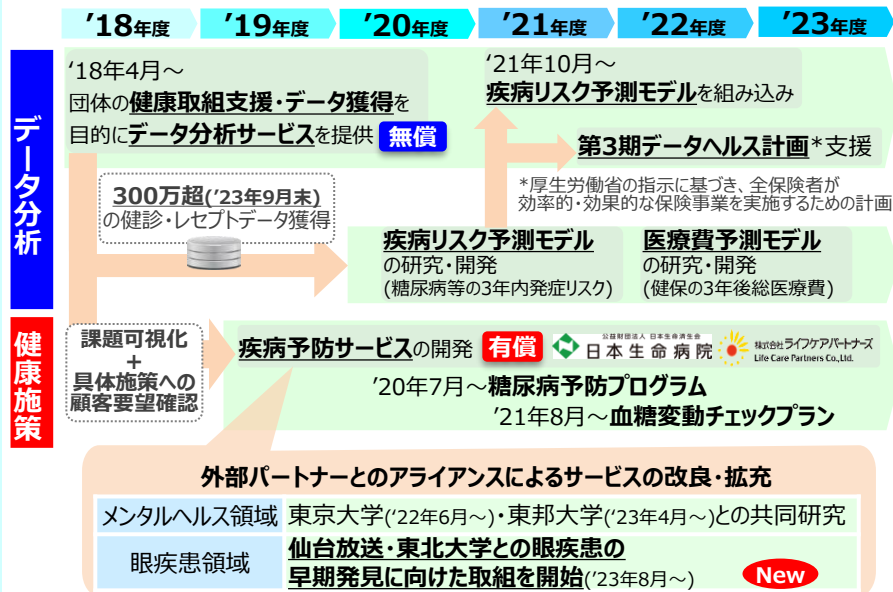 '18年度 '19年度 '20年度 '21年度 '22年度 '23年度
データ分析
'18年4月～
団体の健康取組支援・データ獲得を
目的にデータ分析サービスを提供 無償
'21年10月～
疾病リスク予測モデルを組み込み
第3期データヘルス計画*支援
*厚生労働省の指示に基づき、全保険者が
効率的・効果的な保険事業を実施するための計画
300万超('23年9月末)
の健診・レセプトデータ獲得
疾病リスク予測モデル
の研究・開発
(糖尿病等の3年内発症リスク)
医療費予測モデル
の研究・開発
(健保の3年後総医療費)
健康施策
課題可視化
+
具体施策への
顧客要望確認
疾病予防サービスの開発 有償
公益財団法人 日本生命済生会
日本生命病院
株式会社ライフケアパートナーズ
Life Care Partners Co.,Ltd.
'20年7月～糖尿病予防プログラム
'21年8月～血糖変動チェックプラン
外部パートナーとのアライアンスによるサービスの改良・拡充
メンタルヘルス領域 東京大学('22年6月～)・東邦大学('23年4月～)との共同研究
眼疾患領域
仙台放送・東北大学との眼疾患の
早期発見に向けた取組を開始('23年8月～) New